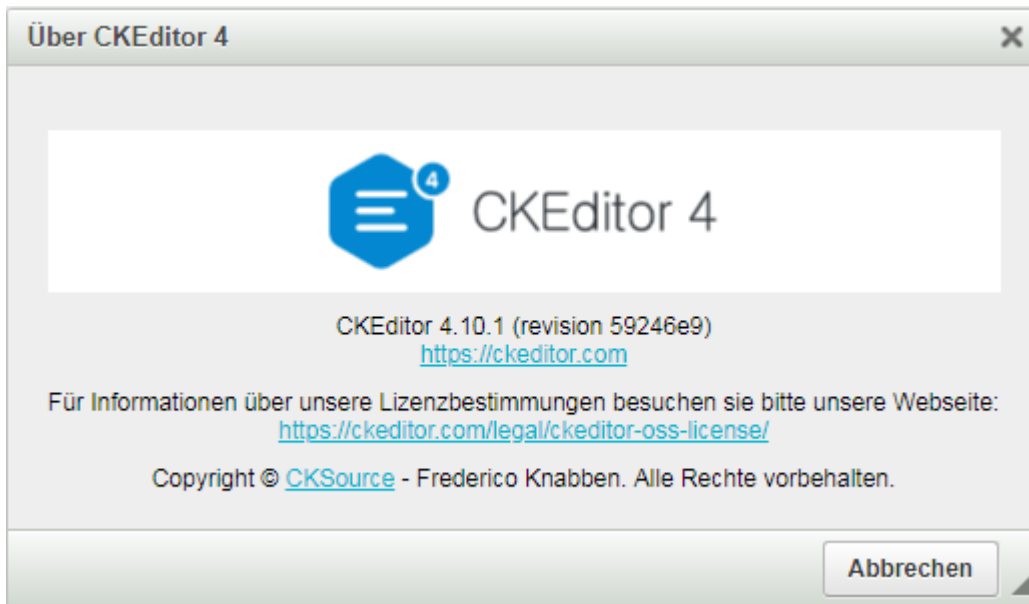 Über CKEditor 4
4
CKEditor 4
CKEditor 4.10.1 (revision 59246e9)
https://ckeditor.com
Für Informationen über unsere Lizenzbestimmungen besuchen sie bitte unsere Webseite:
https://ckeditor.com/legal/ckeditor-oss-license/
Copyright © CKSource - Frederico Knabben. Alle Rechte vorbehalten.
Abbrechen